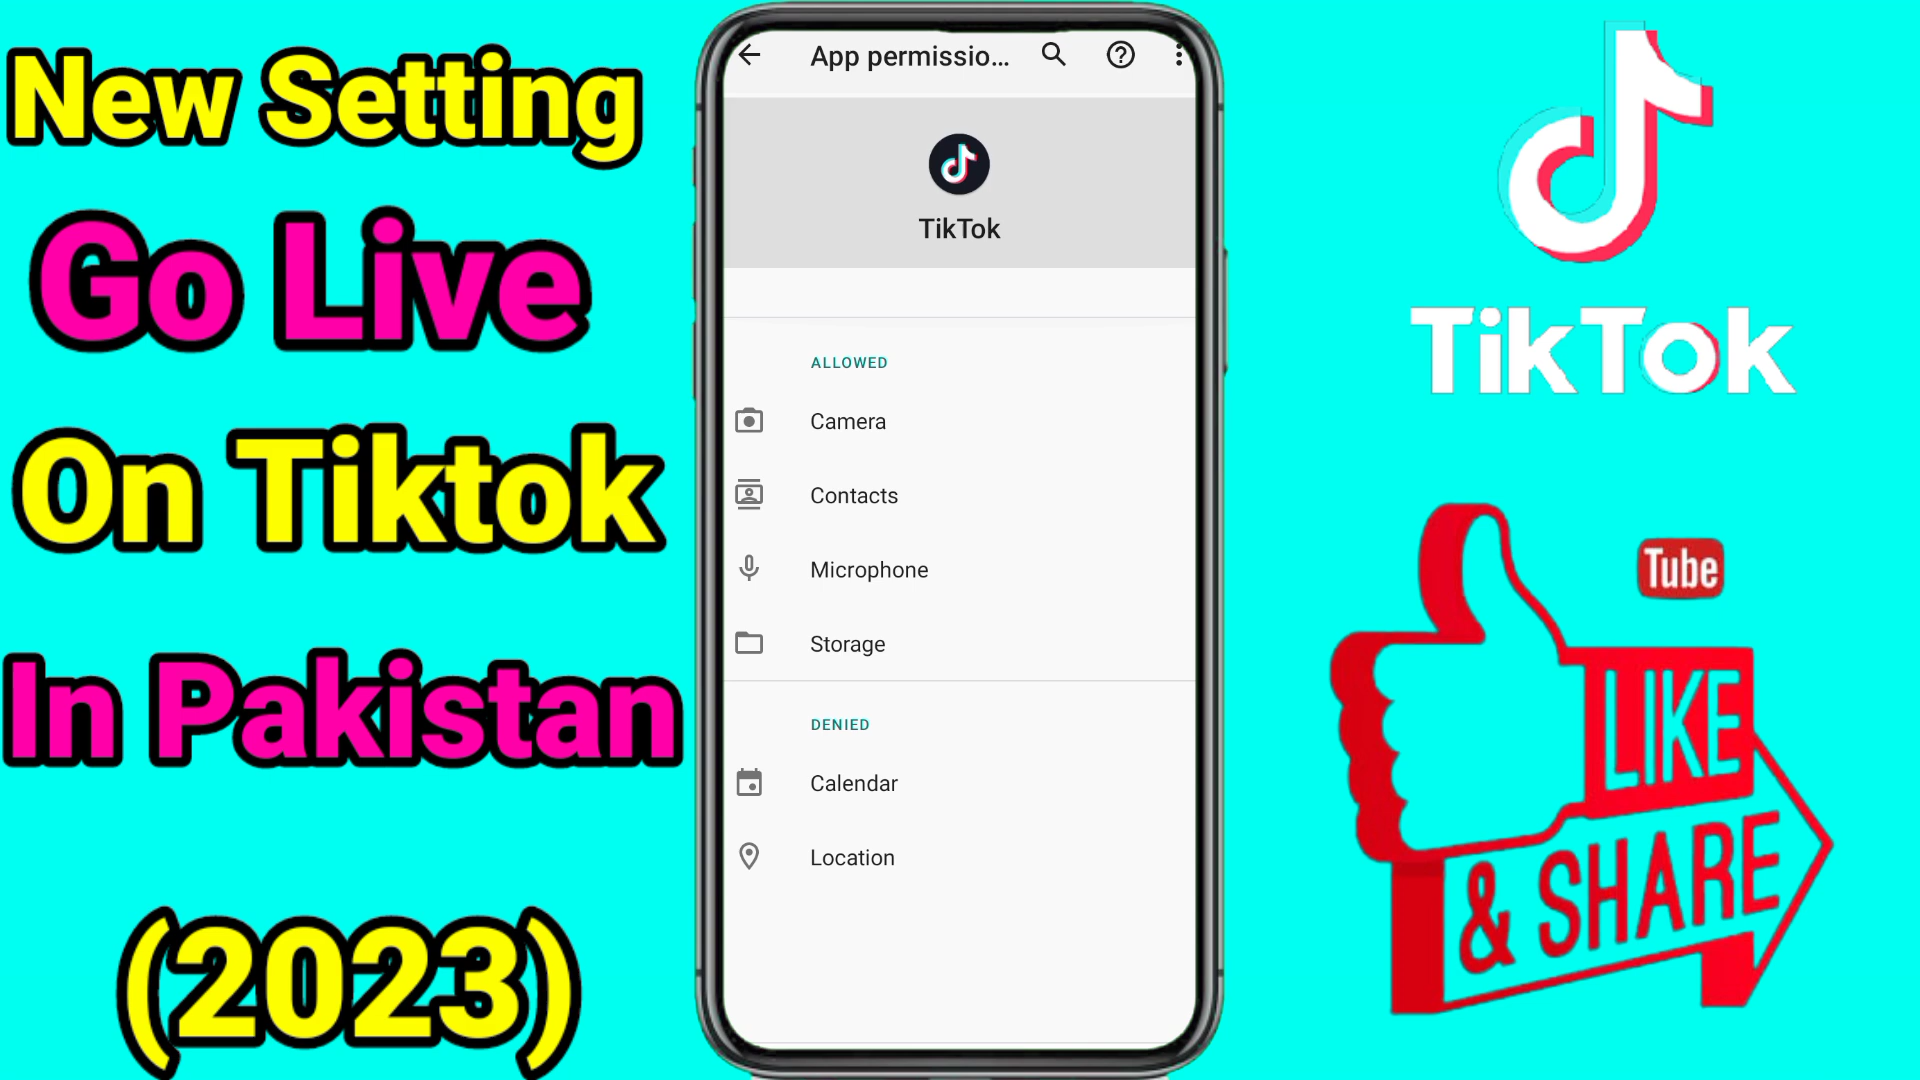 New Setting
Go Live
On Tiktok
In Pakistan
(2023)
App permissio...
TikTok
ALLOWED
Camera
Contacts
Microphone
Storage
DENIED
Calendar
Location
TikTok
Tube
LIKE
& SHARE